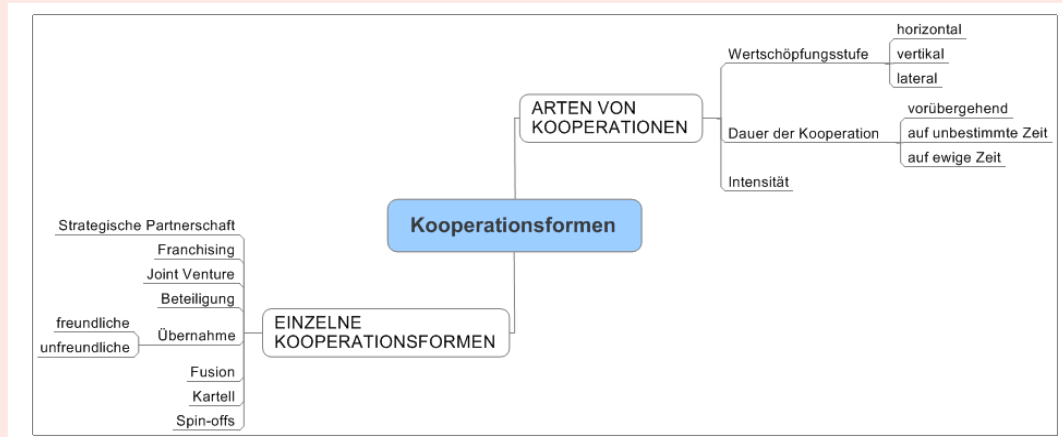 horizontal
Wertschöpfungsstufe
vertikal
lateral
ARTEN VON
KOOPERATIONEN
vorübergehend
Dauer der Kooperation
auf unbestimmte Zeit
auf ewige Zeit
Intensität
Kooperationsformen
Strategische Partnerschaft
Franchising
Joint Venture
Beteiligung
freundliche
Übernahme
unfreundliche
EINZELNE
KOOPERATIONSFORMEN
Fusion
Kartell
Spin-offs